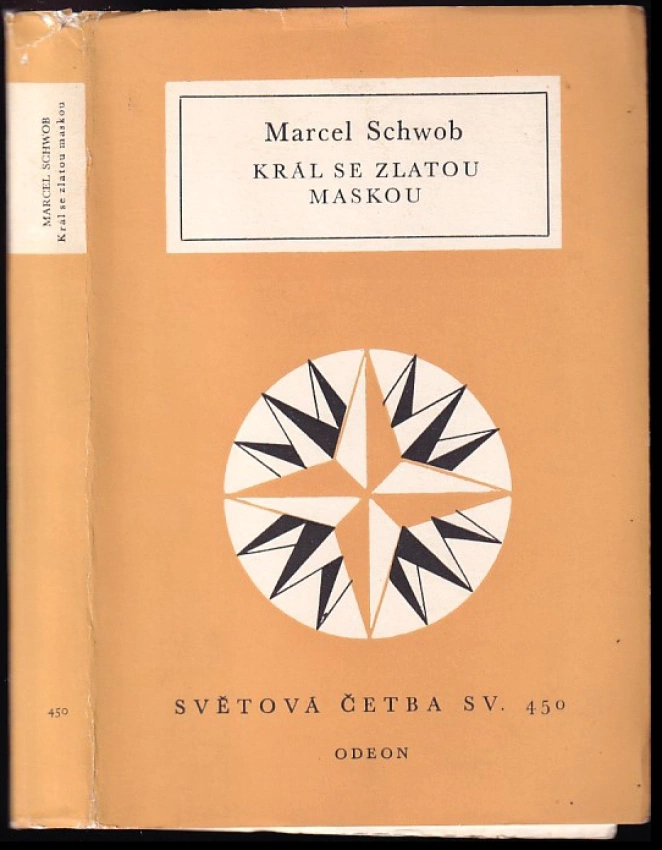 MARCEL SCHWOB
Král se zlatou maskou
450
Marcel Schwob
KRÁL SE ZLATOU
MASKOU
SVĚTOVÁ ČETBA SV. 450
ODEON